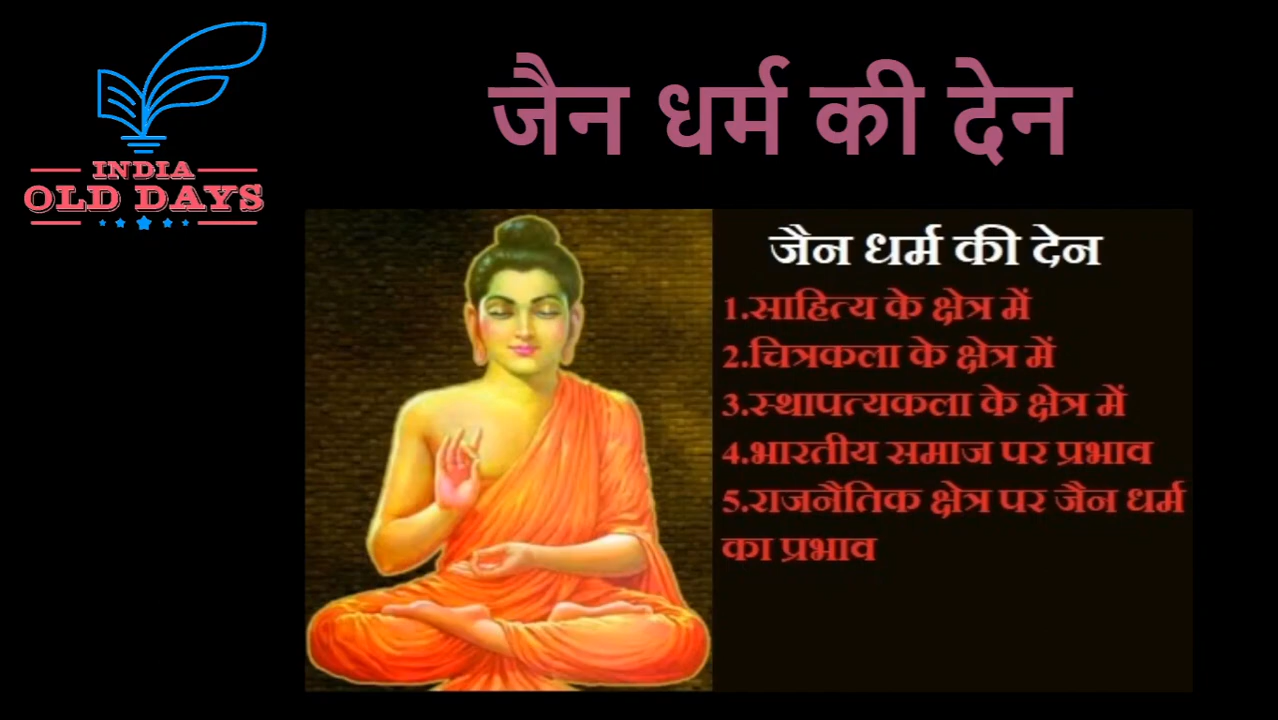 INDIA
OLD DAYS
जैन धर्म की देन
जैन धर्म की देन
1.साहित्य के क्षेत्र में
2.चित्रकला के क्षेत्र में
3.स्थापत्यकला के क्षेत्र में
4.भारतीय समाज पर प्रभाव
5.राजनैतिक क्षेत्र पर जैन धर्म
का प्रभाव